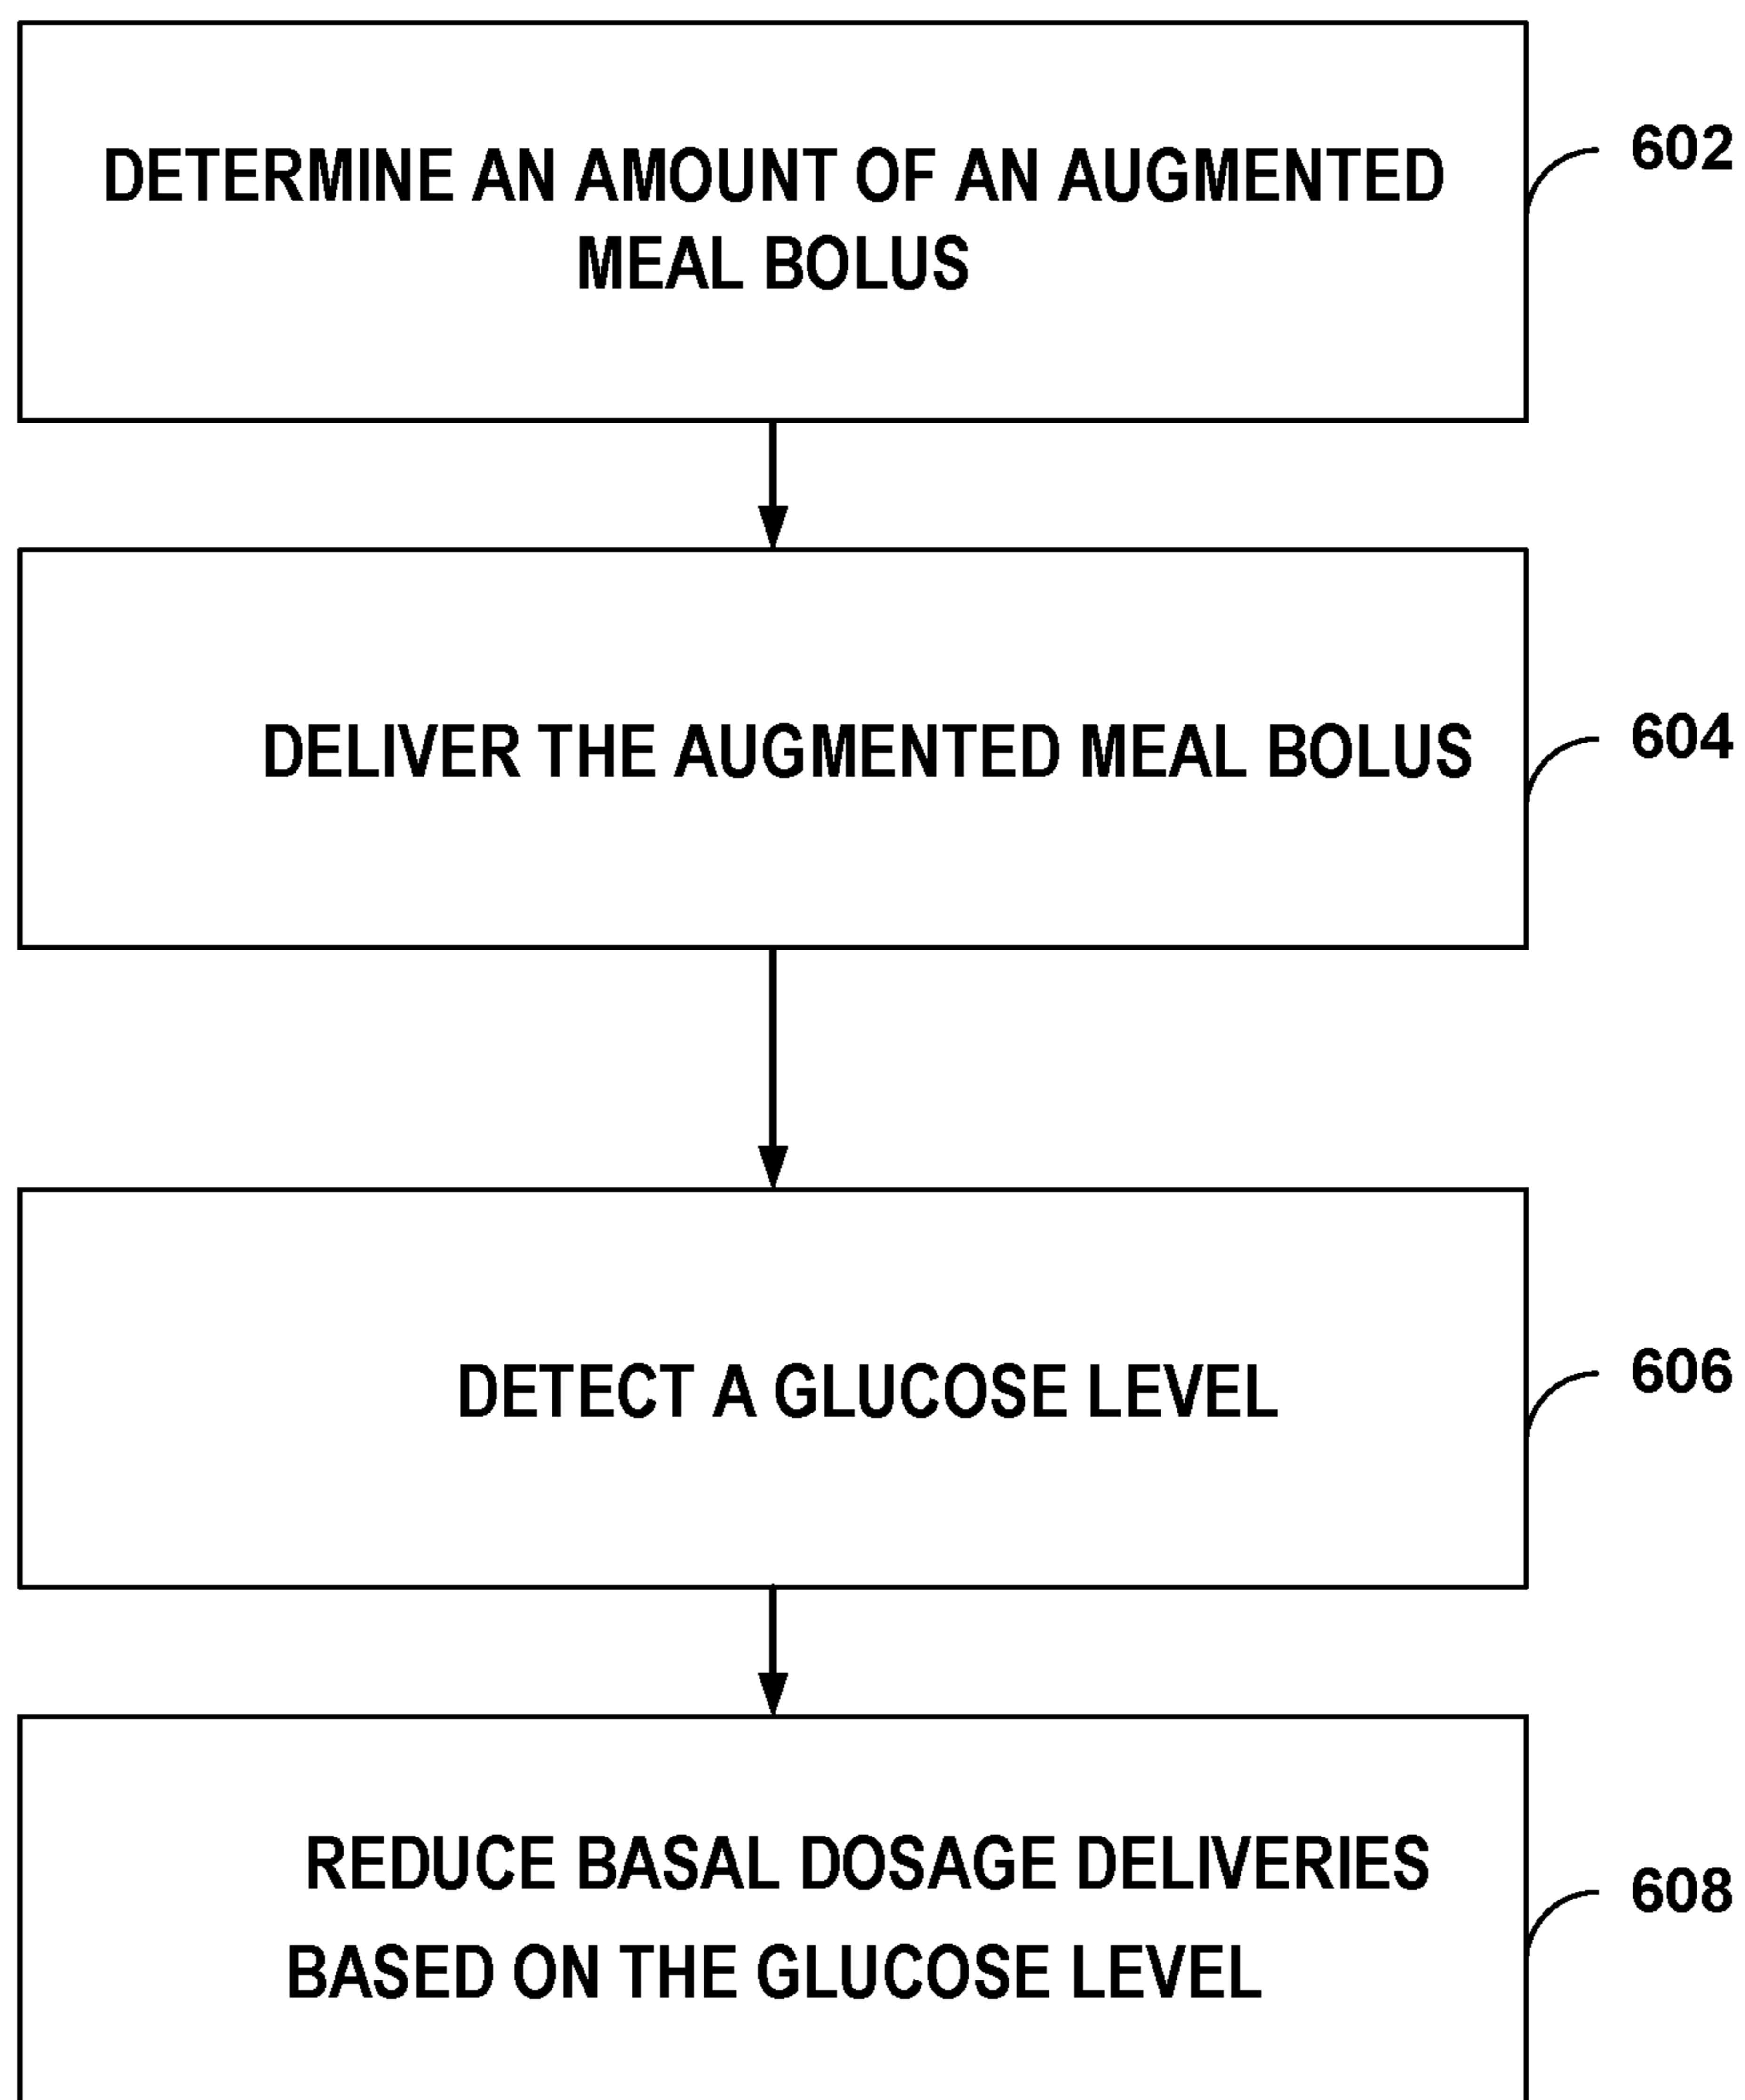 DETERMINE AN AMOUNT OF AN AUGMENTED
MEAL BOLUS
602
DELIVER THE AUGMENTED MEAL BOLUS
604
DETECT A GLUCOSE LEVEL
606
REDUCE BASAL DOSAGE DELIVERIES
BASED ON THE GLUCOSE LEVEL
608